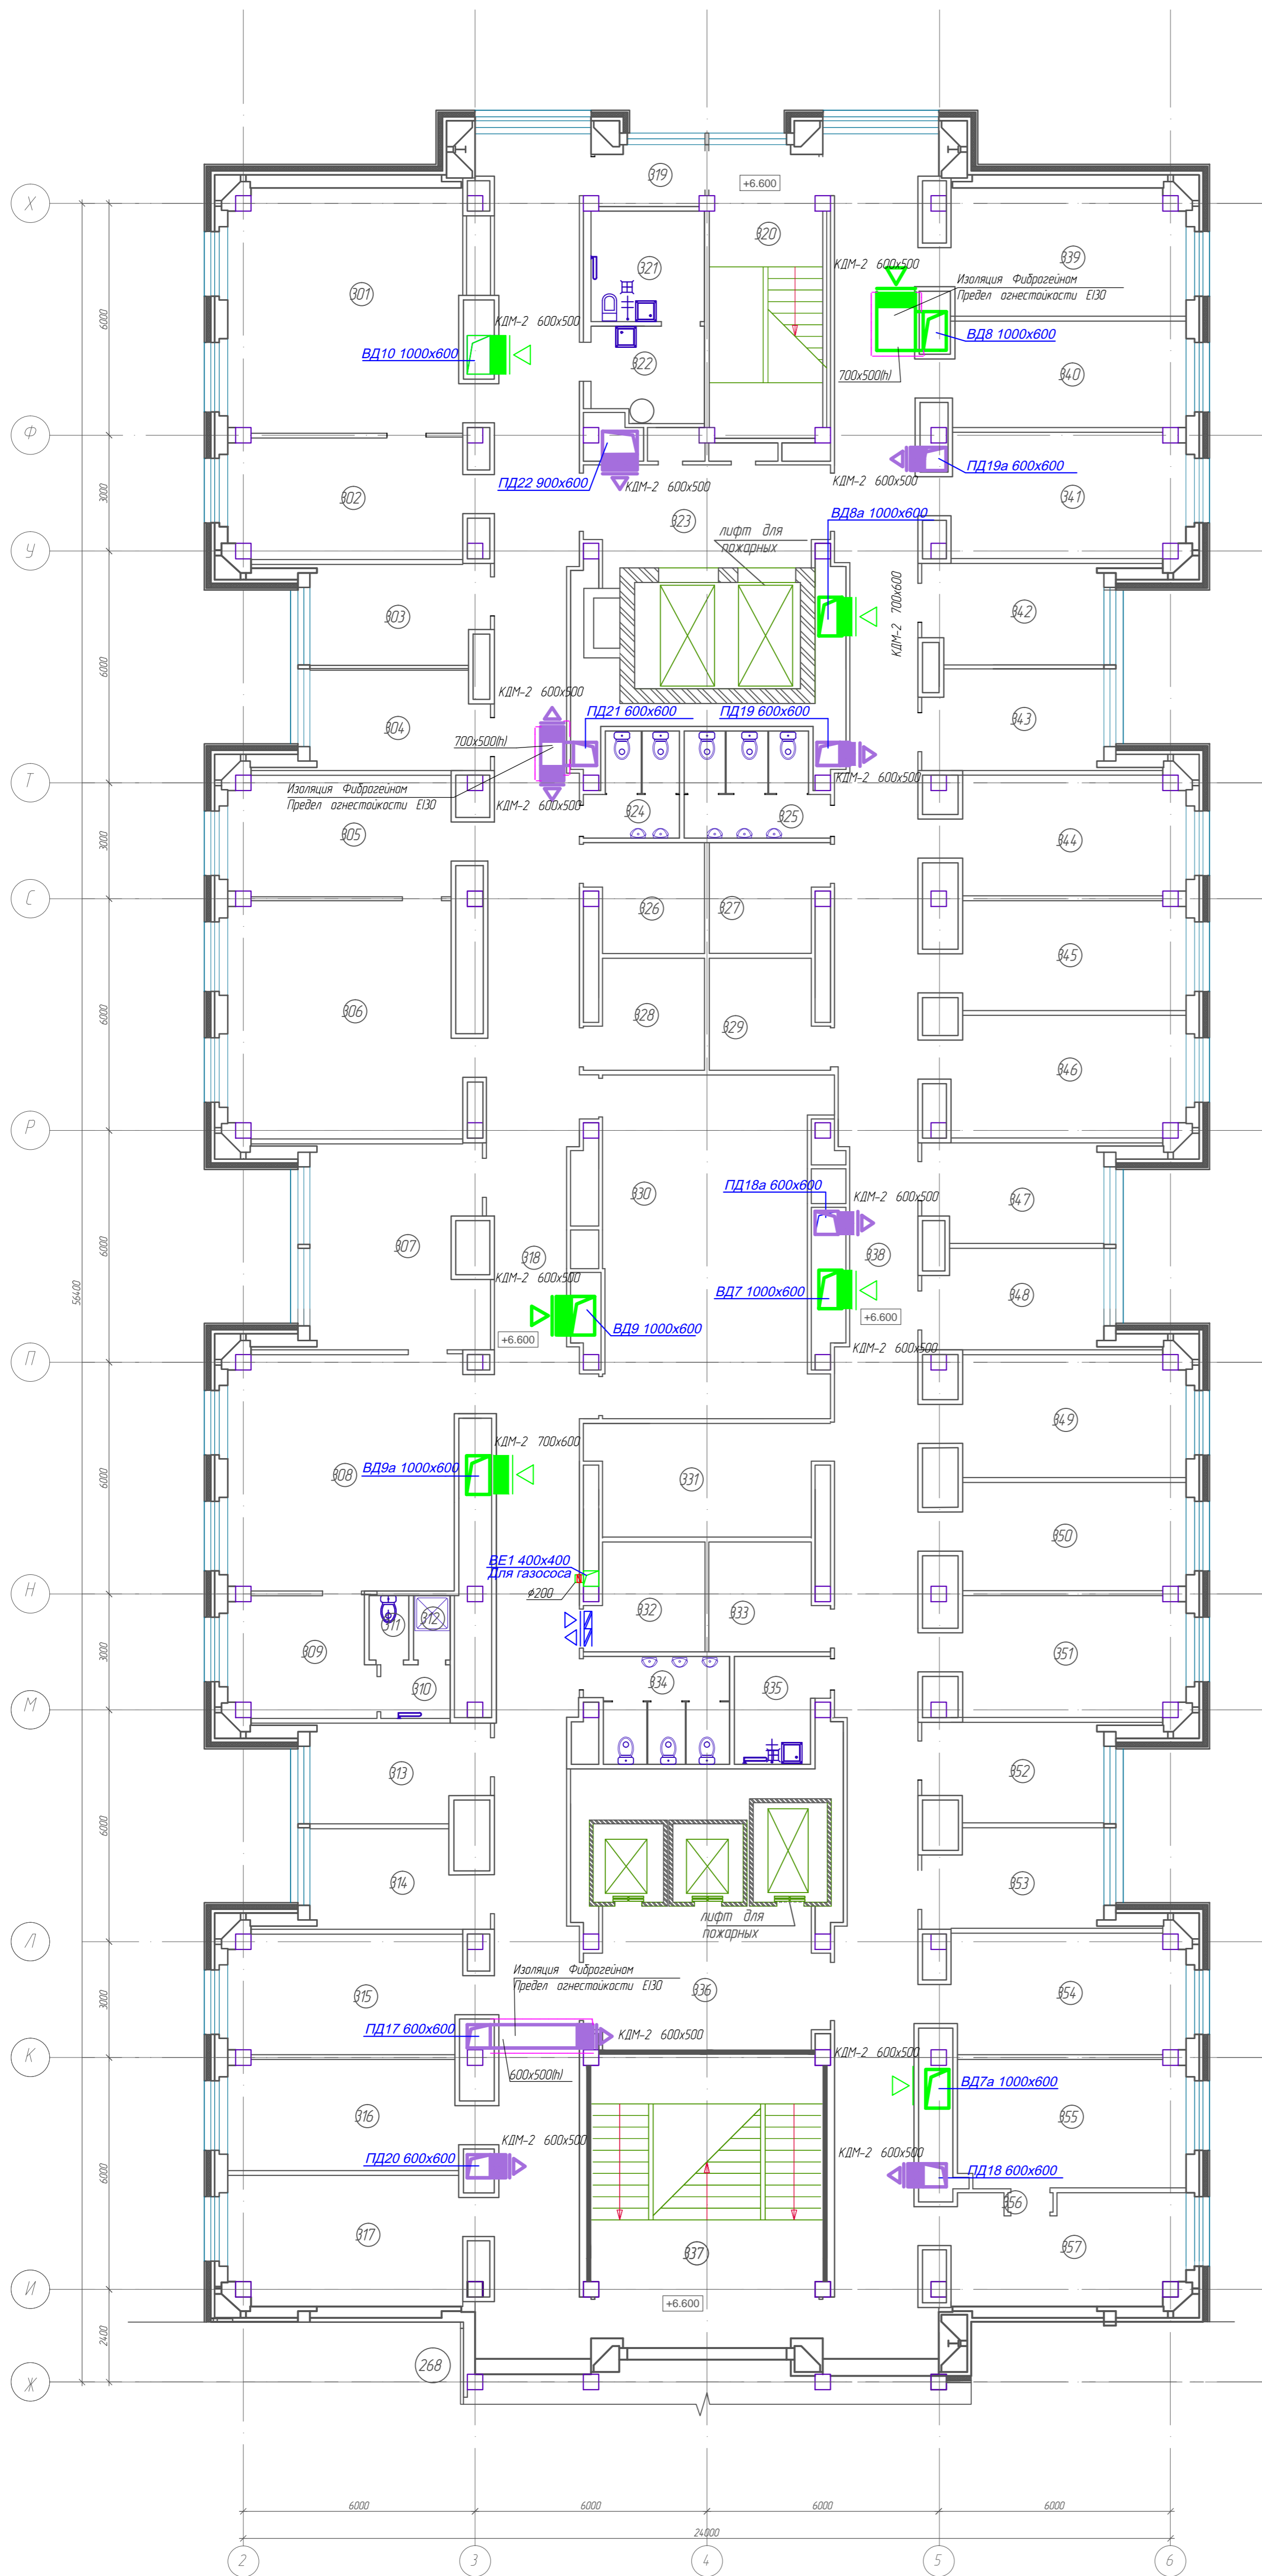 319
+6.600
Х
320
339
321
КДМ-2 600х500
Изоляция Фиброгейном
Предел огнестойкости EI30
301
6000
КДМ-2 600х500
ВД8 1000х600
ВД10 1000х600
322
700х500(h)
340
Ф
ПД19а 600х600
ПД22 900х600
КДМ-2 600х500
КДМ-2 600х500
302
3000
341
ВД8а 1000х600
323
лифт для
пожарных
У
КДМ-2 700х600
303
342
6000
КДМ-2 600х500
ПД21 600х600
ПД19 600х600
304
343
700х500(h)
Т
КДМ-2 600х500
Изоляция Фиброгейном
Предел огнестойкости EI30
КДМ-2 600х500
324
325
305
3000
344
С
326
327
345
306
6000
328
329
346
Р
ПД18а 600х600
330
КДМ-2 600х500
347
307
318
338
6000
КДМ-2 600х500
56400
ВД7 1000х600
348
ВД9 1000х600
+6.600
+6.600
КДМ-2 600х500
П
349
КДМ-2 700х600
ВД9а 1000х600
308
331
6000
350
ВЕ1 400х400
Для газососа
ϕ200
Н
311
312
332
333
309
3000
351
334
335
310
М
313
352
6000
314
353
лифт для
пожарных
Л
Изоляция Фиброгейном
Предел огнестойкости EI30
315
336
354
3000
ПД17 600х600
КДМ-2 600х500
К
КДМ-2 600х500
600х500(h)
ВД7а 1000х600
316
355
КДМ-2 600х500
КДМ-2 600х500
ПД20 600х600
ПД18 600х600
6000
356
317
337
357
И
+6.600
2400
268
Ж
6000
6000
6000
6000
24000
2
3
4
5
6